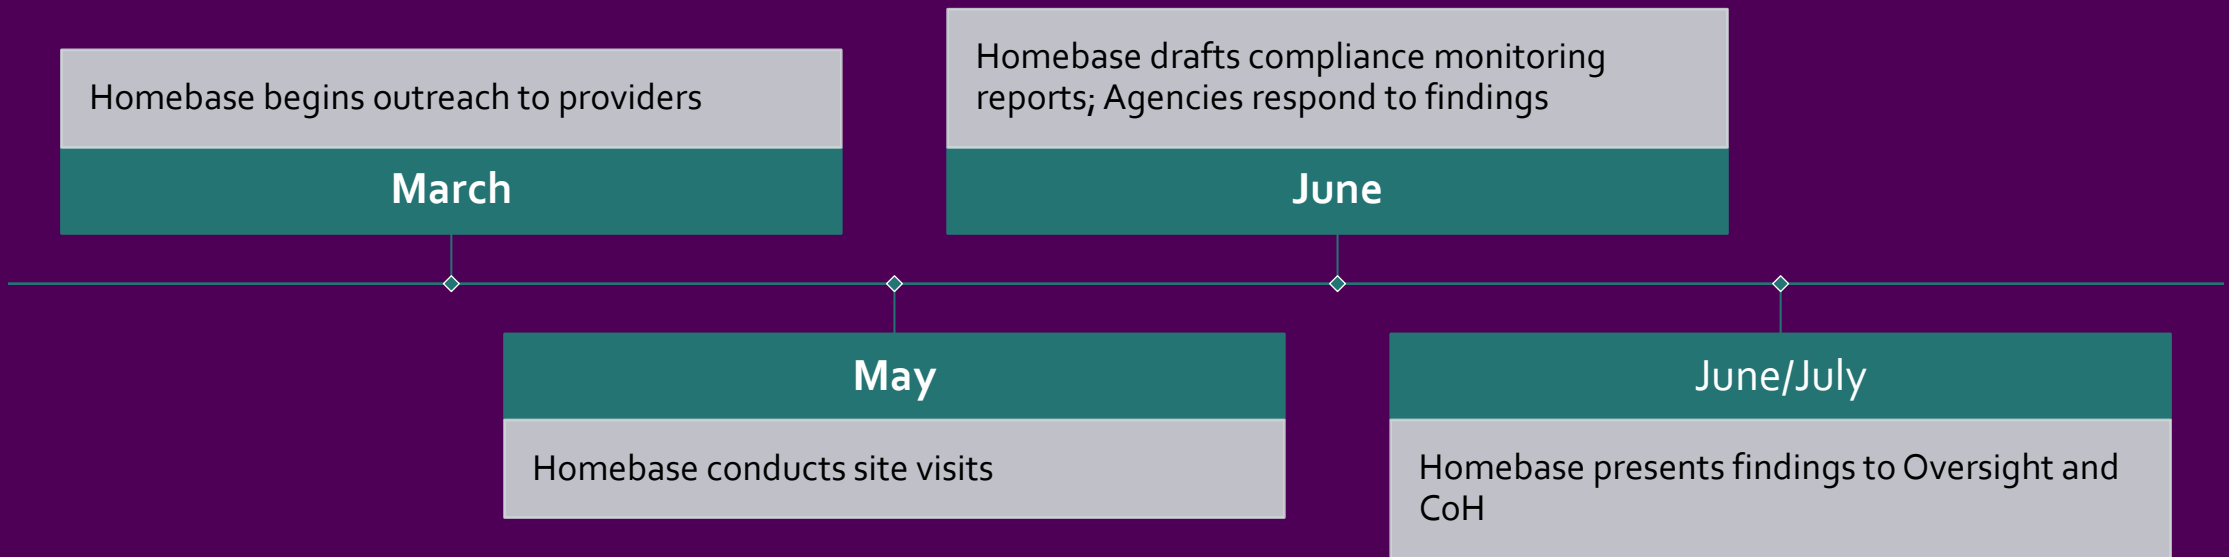 Homebase begins outreach to providers
March
Homebase drafts compliance monitoring
reports; Agencies respond to findings
June
May
Homebase conducts site visits
June/July
Homebase presents findings to Oversight and
CoH